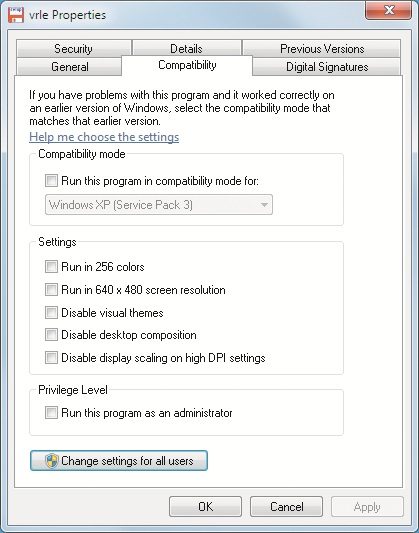 vrle Properties
Security Details Previous Versions
General Compatibility Digital Signatures
If you have problems with this program and it worked correctly on
an earlier version of Windows, select the compatibility mode that
matches that earlier version.
Help me choose the settings
Compatibility mode
Run this program in compatibility mode for:
Windows XP (Service Pack 3)
Settings
Run in 256 colors
Run in 640 x 480 screen resolution
Disable visual themes
Disable desktop composition
Disable display scaling on high DPI settings
Privilege Level
Run this program as an administrator
Change settings for all users
OK Cancel Apply